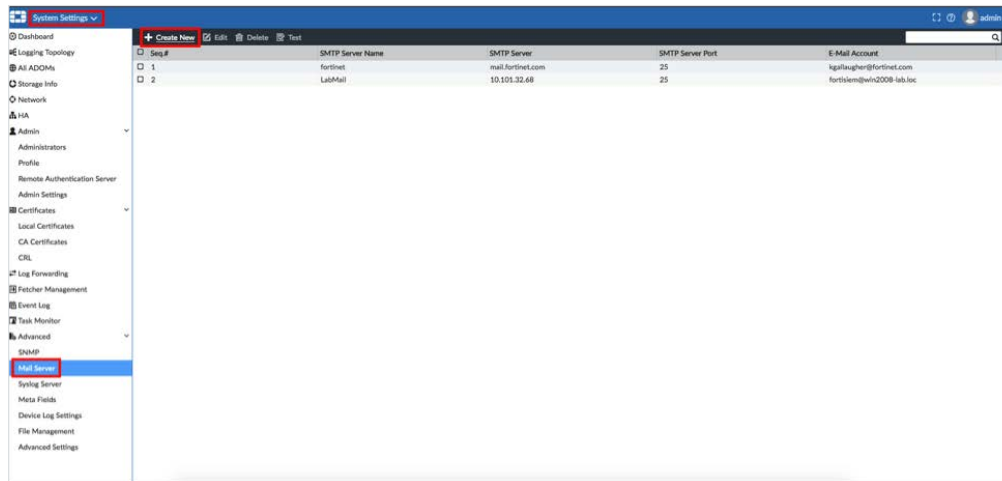 System Settings
admin
Dashboard
Logging Topology
All ADOMs
Storage Info
Network
HA
Admin
Administrators
Profile
Remote Authentication Server
Admin Settings
Certificates
Local Certificates
CA Certificates
CRL
Log Forwarding
Fetcher Management
Event Log
Task Monitor
Advanced
SNMP
Mail Server
Syslog Server
Meta Fields
Device Log Settings
File Management
Advanced Settings
Create New Edit Delete Test
Seq.# SMTP Server Name SMTP Server SMTP Server Port E-Mail Account
1 fortinet mail.fortinet.com 25 kgallaugher@fortinet.com
2 LabMail 10.101.32.68 25 fortisiem@win2008-lab.loc